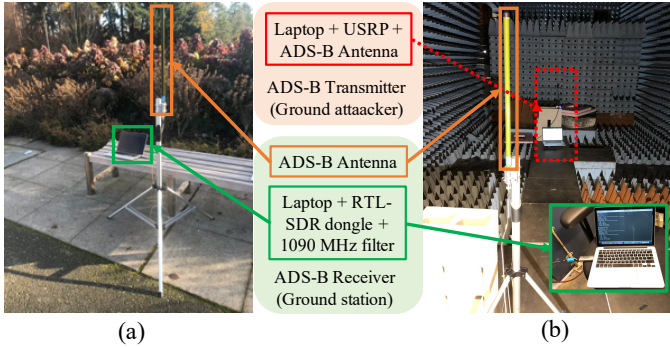 Laptop + USRP +
ADS-B Antenna
ADS-B Transmitter
(Ground attaacker)
ADS-B Antenna
Laptop + RTL-
SDR dongle +
1090 MHz filter
ADS-B Receiver
(Ground station)
(a)
(b)